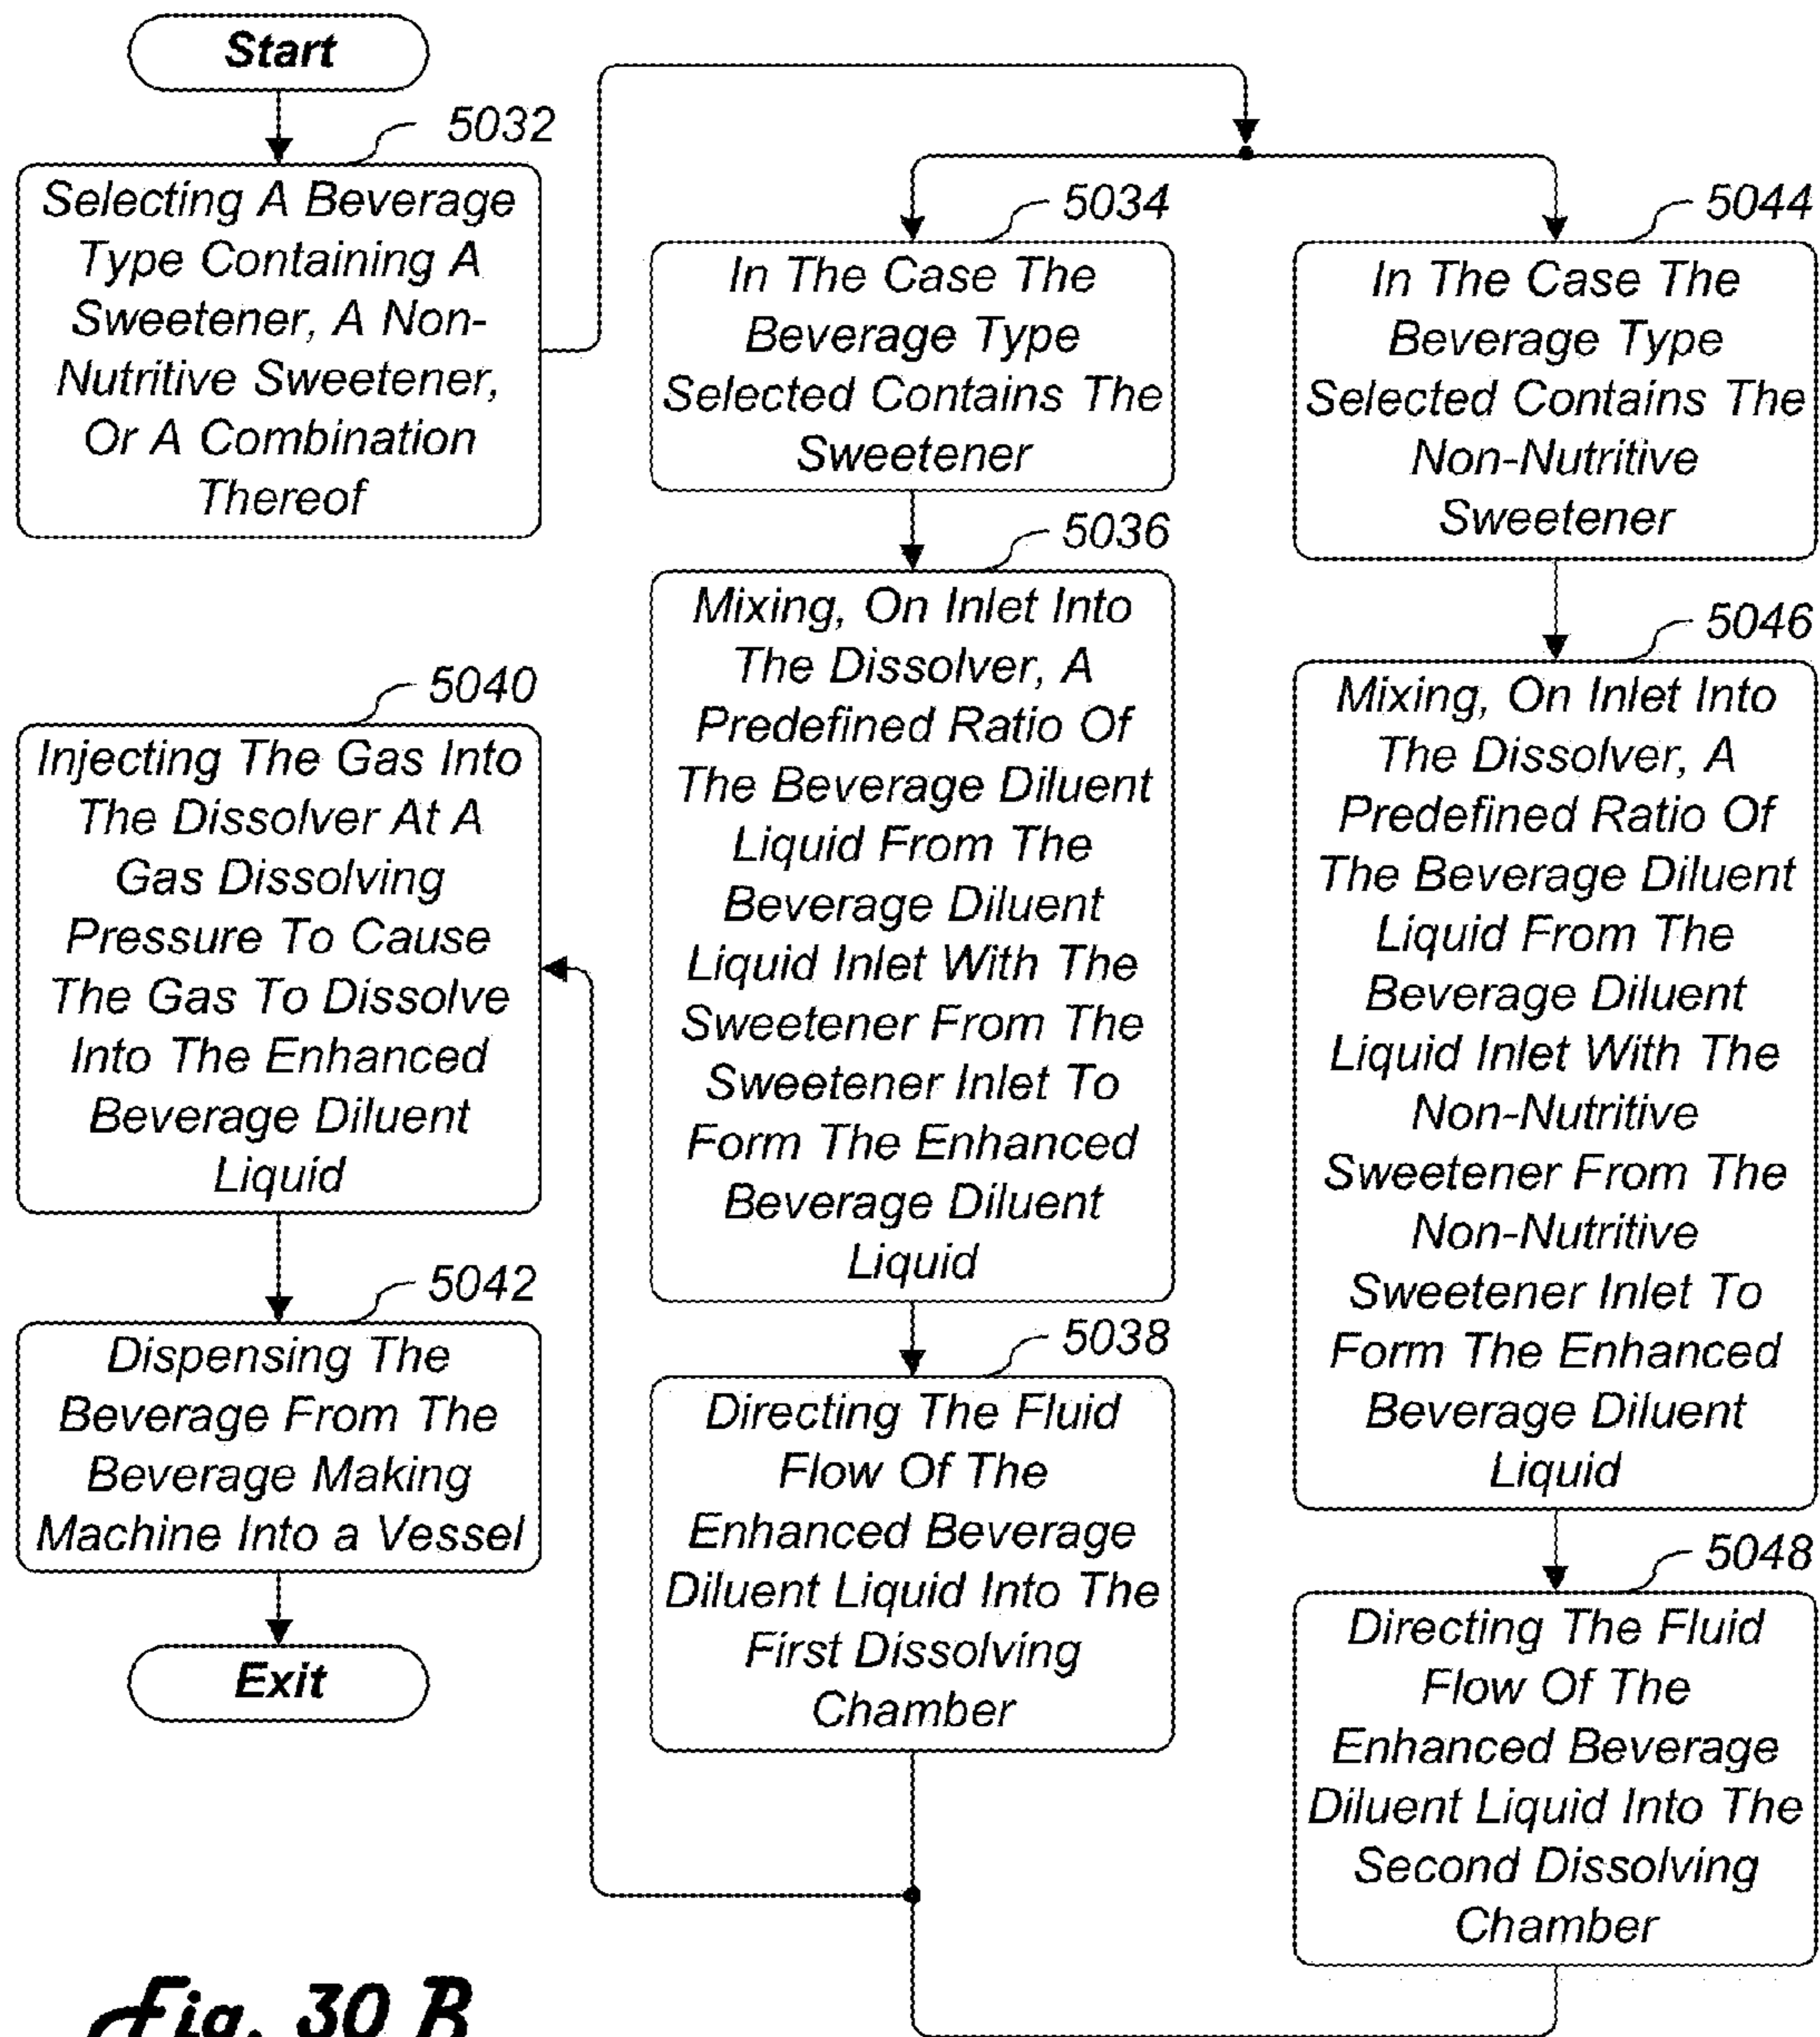 Start
5032
Selecting A Beverage
Type Containing A
Sweetener, A Non-
Nutritive Sweetener,
Or A Combination
Thereof
5034
In The Case The
Beverage Type
Selected Contains The
Sweetener
5036
Mixing, On Inlet Into
The Dissolver, A
Predefined Ratio Of
The Beverage Diluent
Liquid From The
Beverage Diluent
Liquid Inlet With The
Sweetener From The
Sweetener Inlet To
Form The Enhanced
Beverage Diluent
Liquid
5038
Directing The Fluid
Flow Of The
Enhanced Beverage
Diluent Liquid Into The
First Dissolving
Chamber
5040
Injecting The Gas Into
The Dissolver At A
Gas Dissolving
Pressure To Cause
The Gas To Dissolve
Into The Enhanced
Beverage Diluent
Liquid
5042
Dispensing The
Beverage From The
Beverage Making
Machine Into a Vessel
Exit
5044
In The Case The
Beverage Type
Selected Contains The
Non-Nutritive
Sweetener
5046
Mixing, On Inlet Into
The Dissolver, A
Predefined Ratio Of
The Beverage Diluent
Liquid From The
Beverage Diluent
Liquid Inlet With The
Non-Nutritive
Sweetener From The
Non-Nutritive
Sweetener Inlet To
Form The Enhanced
Beverage Diluent
Liquid
5048
Directing The Fluid
Flow Of The
Enhanced Beverage
Diluent Liquid Into The
Second Dissolving
Chamber
Fig. 30 B